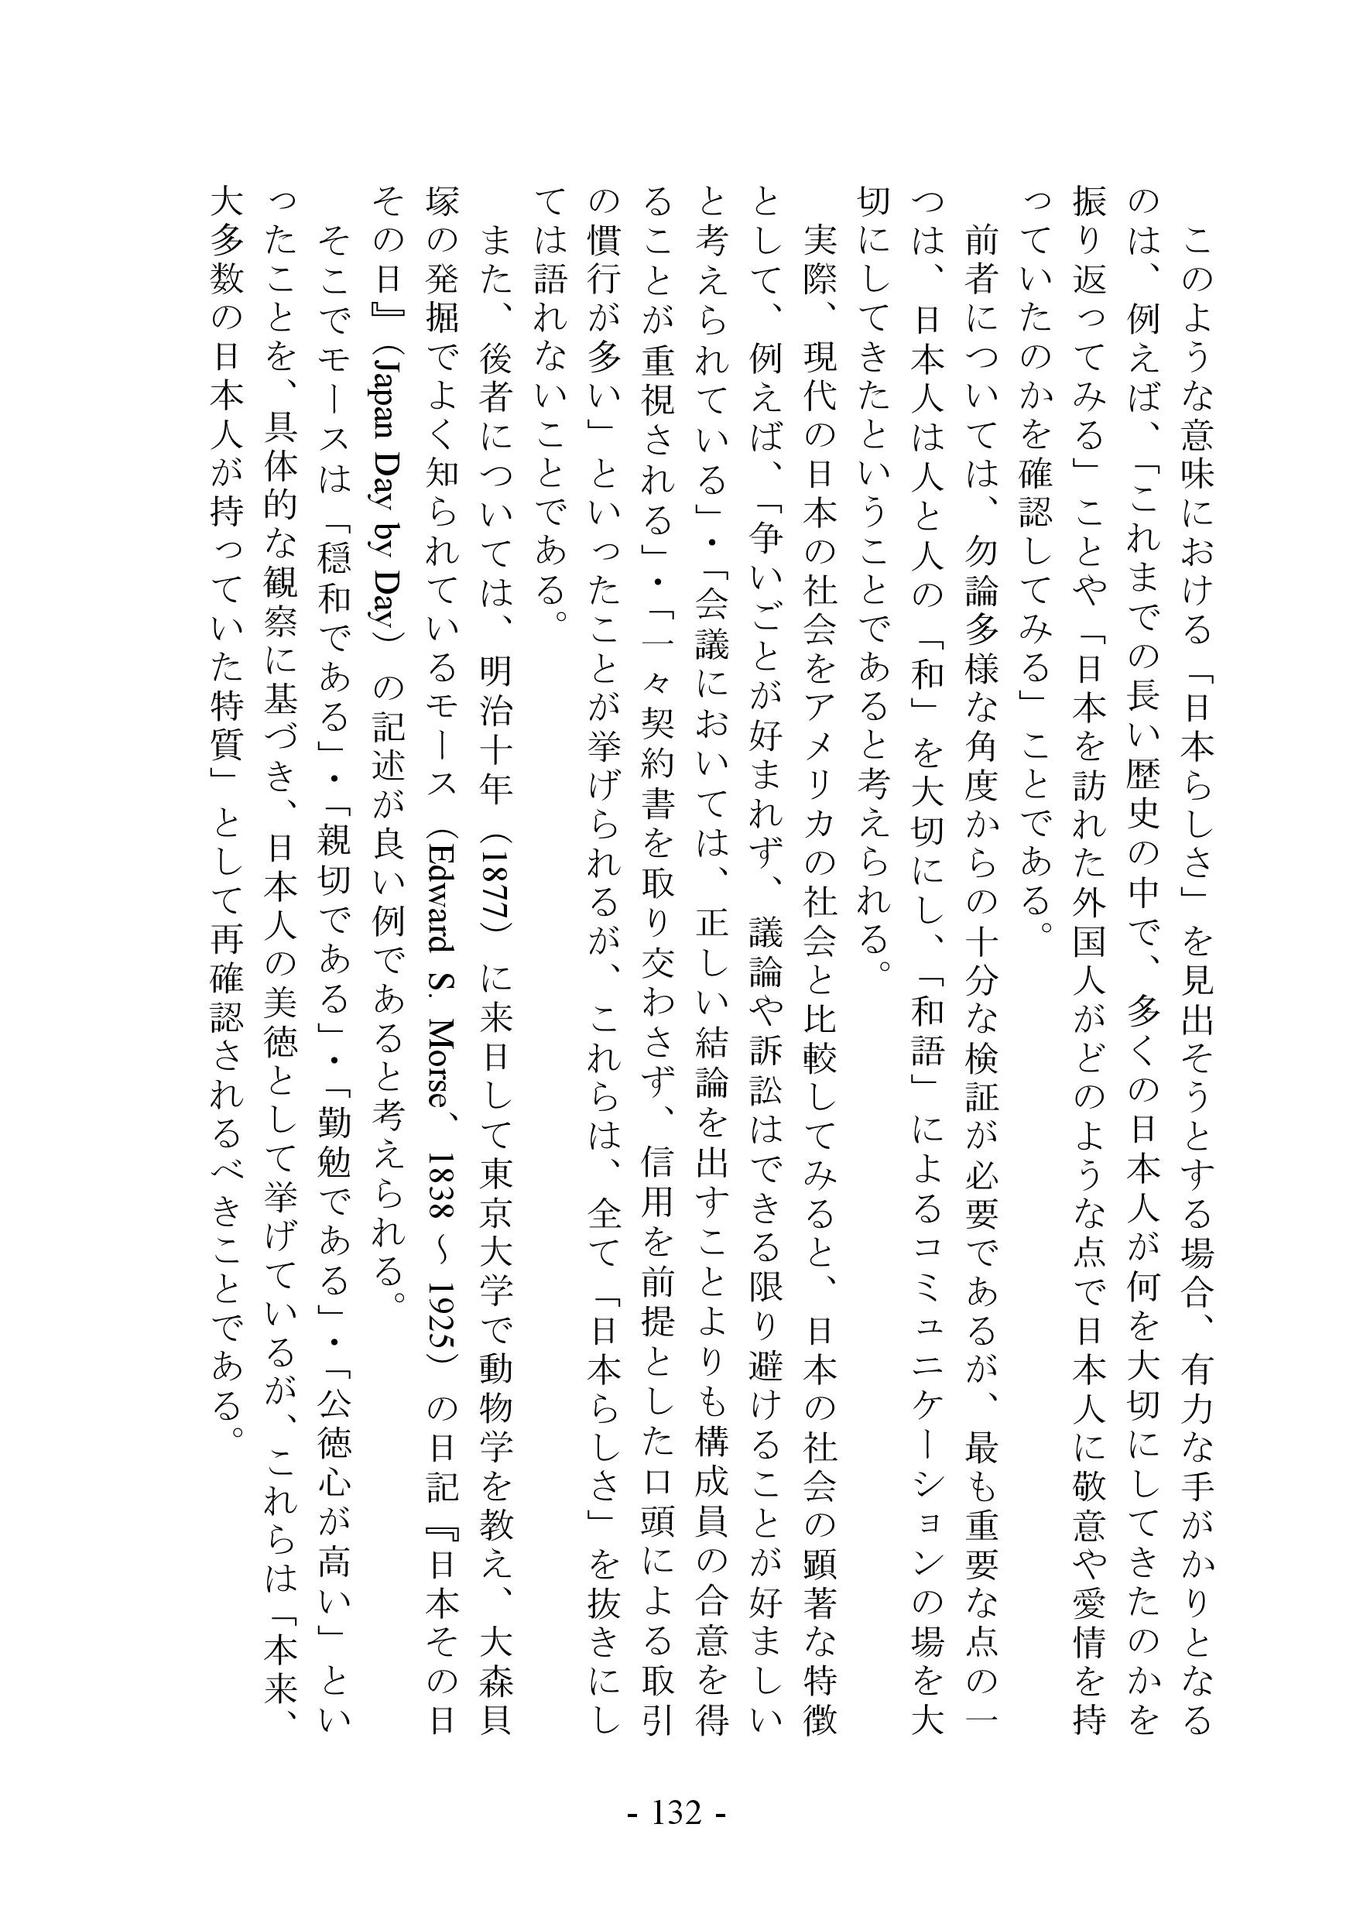 このような意味における「日本らしさ」を見出そうとする場合、有力な手がかりとなる
のは、例えば、「これまでの長い歴史の中で、多くの日本人が何を大切にしてきたのかを
振り返ってみる」ことや「日本を訪れた外国人がどのような点で日本人に敬意や愛情を持
っていたのかを確認してみる」ことである。
　前者については、勿論多様な角度からの十分な検証が必要であるが、最も重要な点の一
つは、日本人は人と人の「和」を大切にし、「和語」によるコミュニケーションの場を大
切にしてきたということであると考えられる。
　実際、現代の日本の社会をアメリカの社会と比較してみると、日本の社会の顕著な特徴
として、例えば、「争いごとが好まれず、議論や訴訟はできる限り避けることが好ましい
と考えられている」・「会議においては、正しい結論を出すことよりも構成員の合意を得
ることが重視される」・「一々契約書を取り交わさず、信用を前提とした口頭による取引
の慣行が多い」といったことが挙げられるが、これらは、全て「日本らしさ」を抜きにし
ては語れないことである。
　また、後者については、明治十年（1877）に来日して東京大学で動物学を教え、大森貝
塚の発掘でよく知られているモース（Edward S. Morse、1838 ～ 1925）の日記『日本その日
その日』（Japan Day by Day）の記述が良い例であると考えられる。
　そこでモースは「穏和である」・「親切である」・「勤勉である」・「公徳心が高い」とい
ったことを、具体的な観察に基づき、日本人の美徳として挙げているが、これらは「本来、
大多数の日本人が持っていた特質」として再確認されるべきことである。
- 132 -